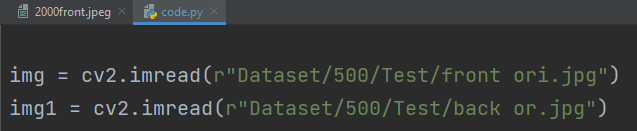 2000front.jpeg code.py
img = cv2.imread(r"Dataset/500/Test/front ori.jpg")
img1 = cv2.imread(r"Dataset/500/Test/back or.jpg")